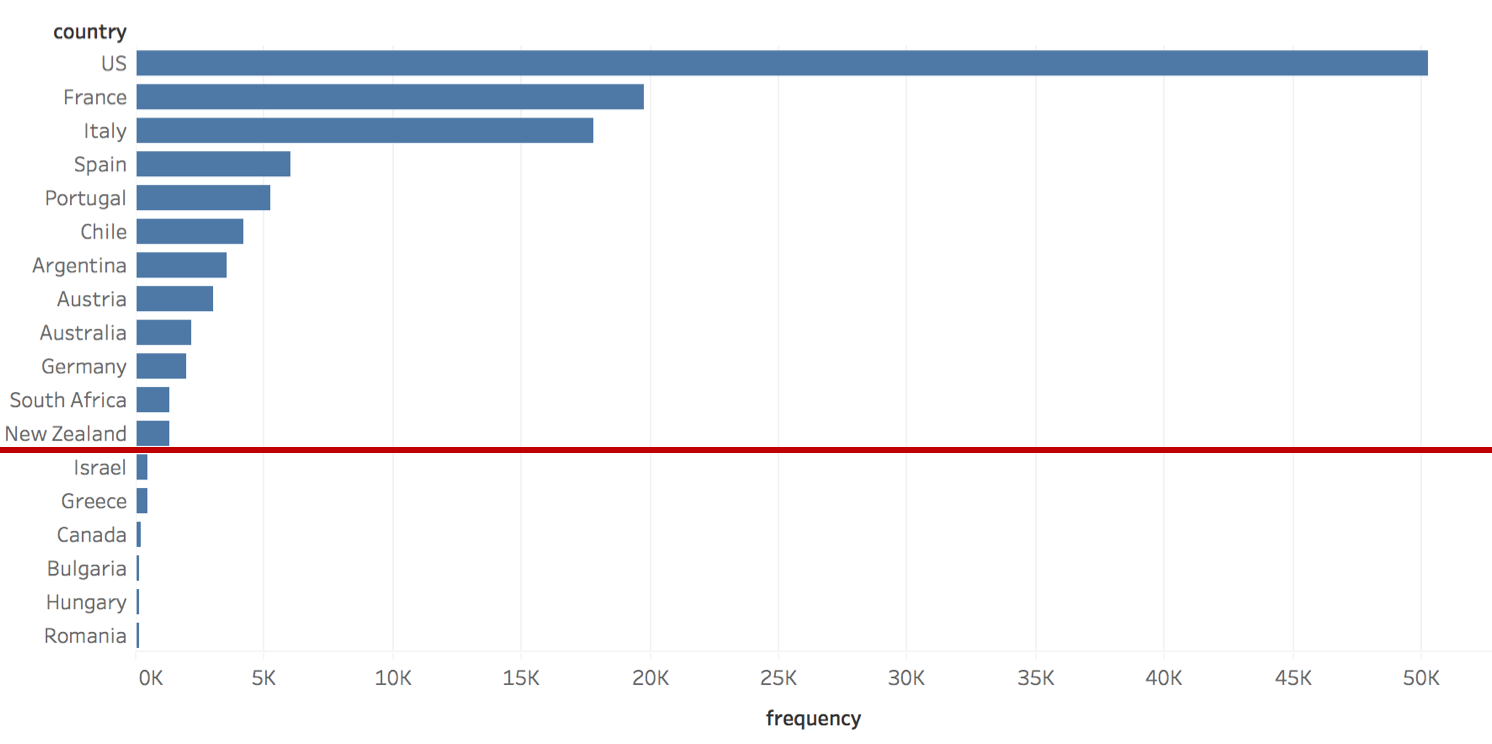 country
US
France
Italy
Spain
Portugal
Chile
Argentina
Austria
Australia
Germany
South Africa
New Zealand
Israel
Greece
Canada
Bulgaria
Hungary
Romania
0K 5K 10K 15K 20K 25K 30K 35K 40K 45K 50K
frequency